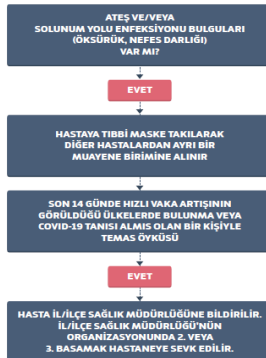 ATEŞ VE/VEYA
SOLUNUM YOLU ENFEKSİYONU BULGULARI
(ÖKSÜRÜK, NEFES DARLIĞI)
VAR MI?
EVET
HASTAYA TIBBİ MASKE TAKILARAK
DİĞER HASTALARDAN AYRI BİR
MUAYENE BİRİMİNE ALINIR
SON 14 GÜNDE HIZLI VAKA ARTIŞININ
GÖRÜLDÜĞÜ ÜLKELERDE BULUNMA VEYA
COVID-19 TANISI ALMIS OLAN BİR KİŞİYLE
TEMAS ÖYKÜSÜ
EVET
HASTA İL/İLÇE SAĞLIK MÜDÜRLÜĞÜNE BİLDİRİLİR.
İL/İLÇE SAĞLIK MÜDÜRLÜĞÜ'NÜN
ORGANİZASYONUNDA 2. VEYA
3. BASAMAK HASTANEYE SEVK EDİLİR.